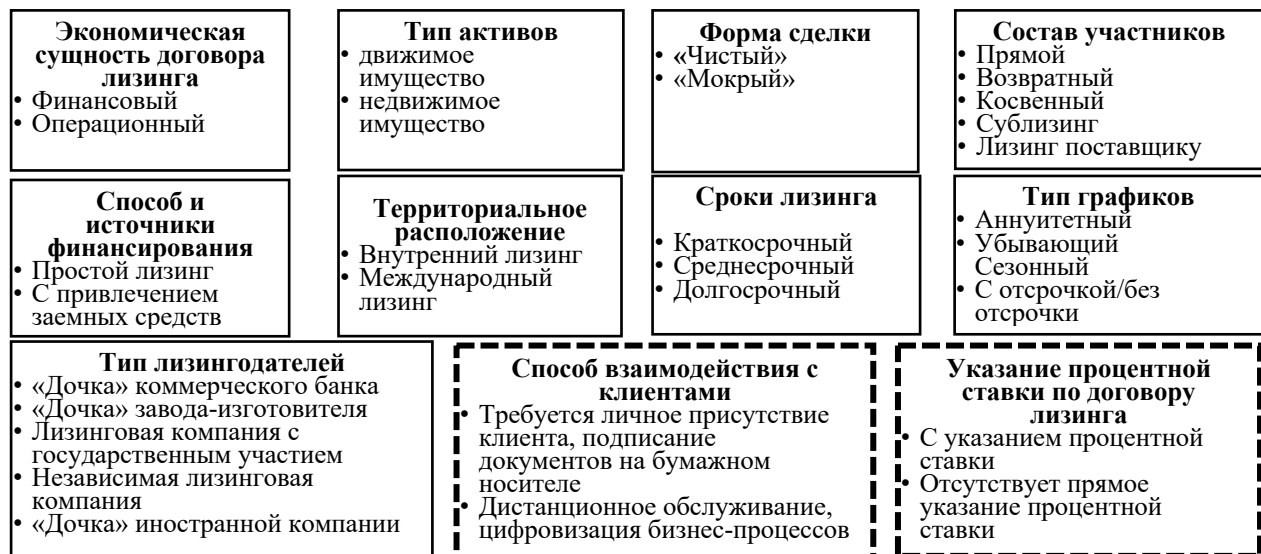 Экономическая
сущность договора
лизинга
• Финансовый
• Операционный
Тип активов
• движимое
имущество
• недвижимое
имущество
Форма сделки
• «Чистый»
• «Мокрый»
Состав участников
• Прямой
• Возвратный
• Косвенный
• Сублизинг
• Лизинг поставщику
Способ и
источники
финансирования
• Простой лизинг
• С привлечением
заемных средств
Территориальное
расположение
• Внутренний лизинг
• Международный
лизинг
Сроки лизинга
• Краткосрочный
• Среднесрочный
• Долгосрочный
Тип графиков
• Аннуитетный
• Убывающий
Сезонный
• С отсрочкой/без
отсрочки
Тип лизингодателей
• «Дочка» коммерческого банка
• «Дочка» завода-изготовителя
• Лизинговая компания с
государственным участием
• Независимая лизинговая
компания
• «Дочка» иностранной компании
Способ взаимодействия с
клиентами
• Требуется личное присутствие
клиента, подписание
документов на бумажном
носителе
• Дистанционное обслуживание,
цифровизация бизнес-процессов
Указание процентной
ставки по договору
лизинга
• С указанием процентной
ставки
• Отсутствует прямое
указание процентной
ставки